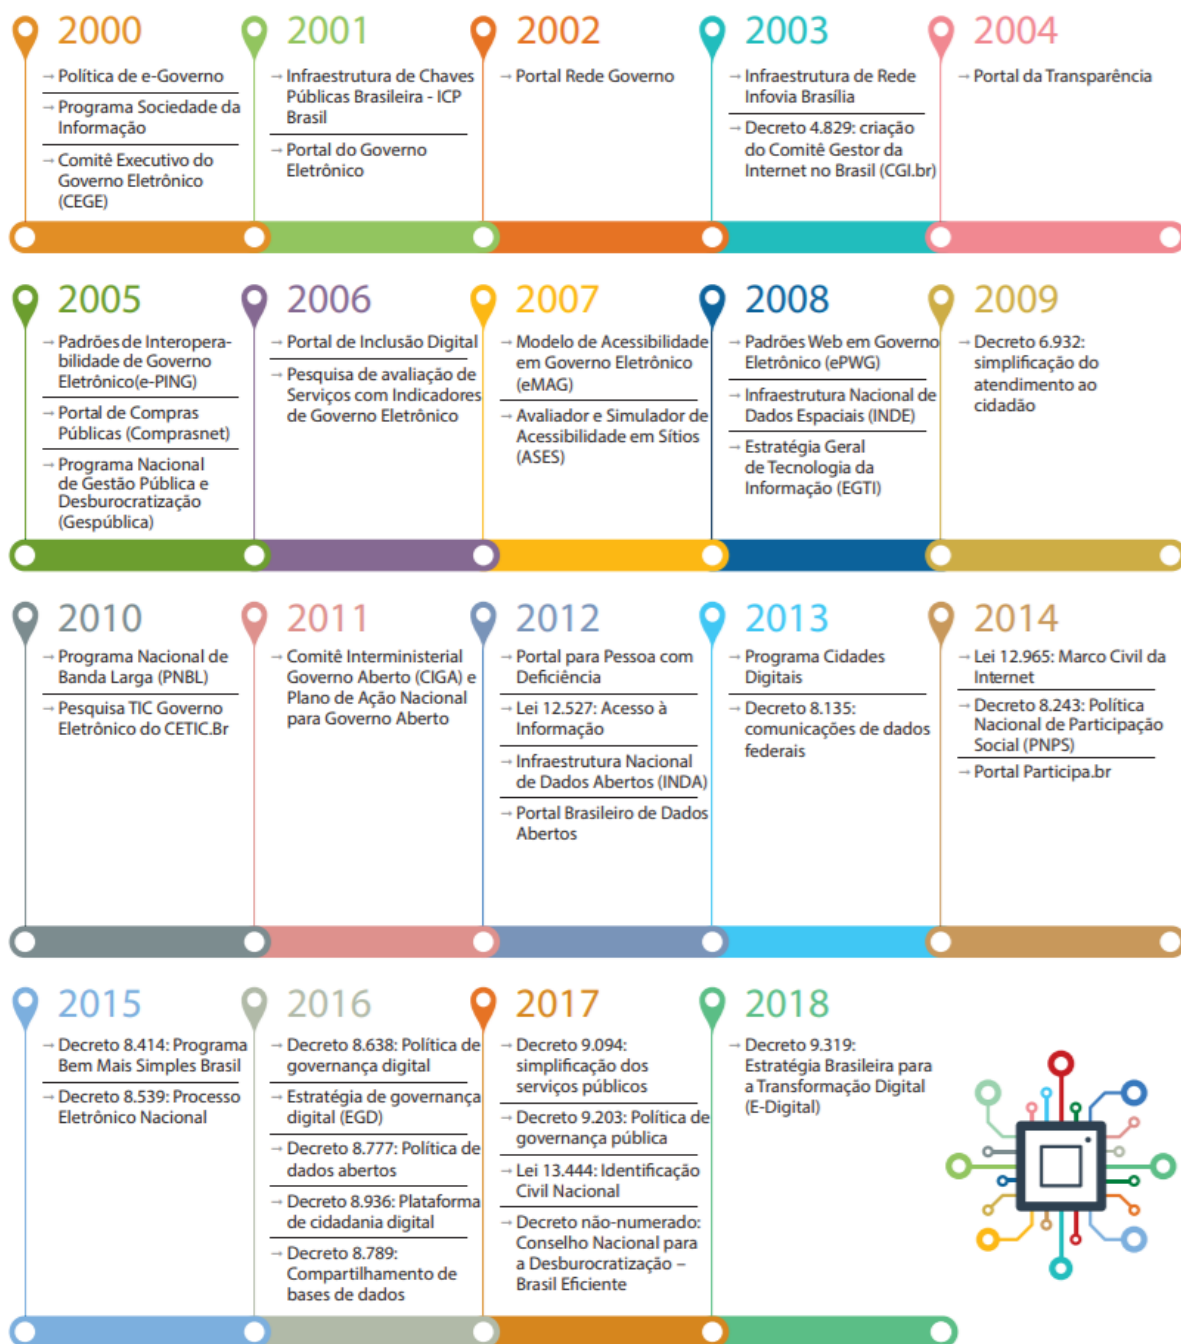 2000
→ Política de e-Governo
→ Programa Sociedade da
Informação
→ Comitê Executivo do
Governo Eletrônico
(CEGE)
2001
→ Infraestrutura de Chaves
Públicas Brasileira - ICP
Brasil
→ Portal do Governo
Eletrônico
2002
→ Portal Rede Governo
2003
→ Infraestrutura de Rede
Infovia Brasília
→ Decreto 4.829: criação
do Comitê Gestor da
Internet no Brasil (CGI.br)
2004
→ Portal da Transparência
2005
→ Padrões de Interopera-
bilidade de Governo
Eletrônico(e-PING)
→ Portal de Compras
Públicas (Comprasnet)
→ Programa Nacional
de Gestão Pública e
Desburocratização
(Gespública)
2006
→ Portal de Inclusão Digital
→ Pesquisa de avaliação de
Serviços com Indicadores
de Governo Eletrônico
2007
→ Modelo de Acessibilidade
em Governo Eletrônico
(eMAG)
→ Avaliador e Simulador de
Acessibilidade em Sítios
(ASES)
2008
→ Padrões Web em Governo
Eletrônico (ePWG)
→ Infraestrutura Nacional de
Dados Espaciais (INDE)
→ Estratégia Geral
de Tecnologia da
Informação (EGTI)
2009
→ Decreto 6.932:
simplificação do
atendimento ao
cidadão
2010
→ Programa Nacional de
Banda Larga (PNBL)
→ Pesquisa TIC Governo
Eletrônico do CETIC.Br
2011
→ Comitê Interministerial
Governo Aberto (CIGA) e
Plano de Ação Nacional
para Governo Aberto
2012
→ Portal para Pessoa com
Deficiência
→ Lei 12.527: Acesso à
Informação
→ Infraestrutura Nacional
de Dados Abertos (INDA)
→ Portal Brasileiro de Dados
Abertos
2013
→ Programa Cidades
Digitais
→ Decreto 8.135:
comunicações de dados
federais
2014
→ Lei 12.965: Marco Civil da
Internet
→ Decreto 8.243: Política
Nacional de Participação
Social (PNPS)
→ Portal Participa.br
2015
→ Decreto 8.414: Programa
Bem Mais Simples Brasil
→ Decreto 8.539: Processo
Eletrônico Nacional
2016
→ Decreto 8.638: Política de
governança digital
→ Estratégia de governança
digital (EGD)
→ Decreto 8.777: Política de
dados abertos
→ Decreto 8.936: Plataforma
de cidadania digital
→ Decreto 8.789:
Compartilhamento de
bases de dados
2017
→ Decreto 9.094:
simplificação dos
serviços públicos
→ Decreto 9.203: Política de
governança pública
→ Lei 13.444: Identificação
Civil Nacional
→ Decreto não-numerado:
Conselho Nacional para
a Desburocratização –
Brasil Eficiente
2018
→ Decreto 9.319:
Estratégia Brasileira para
a Transformação Digital
(E-Digital)